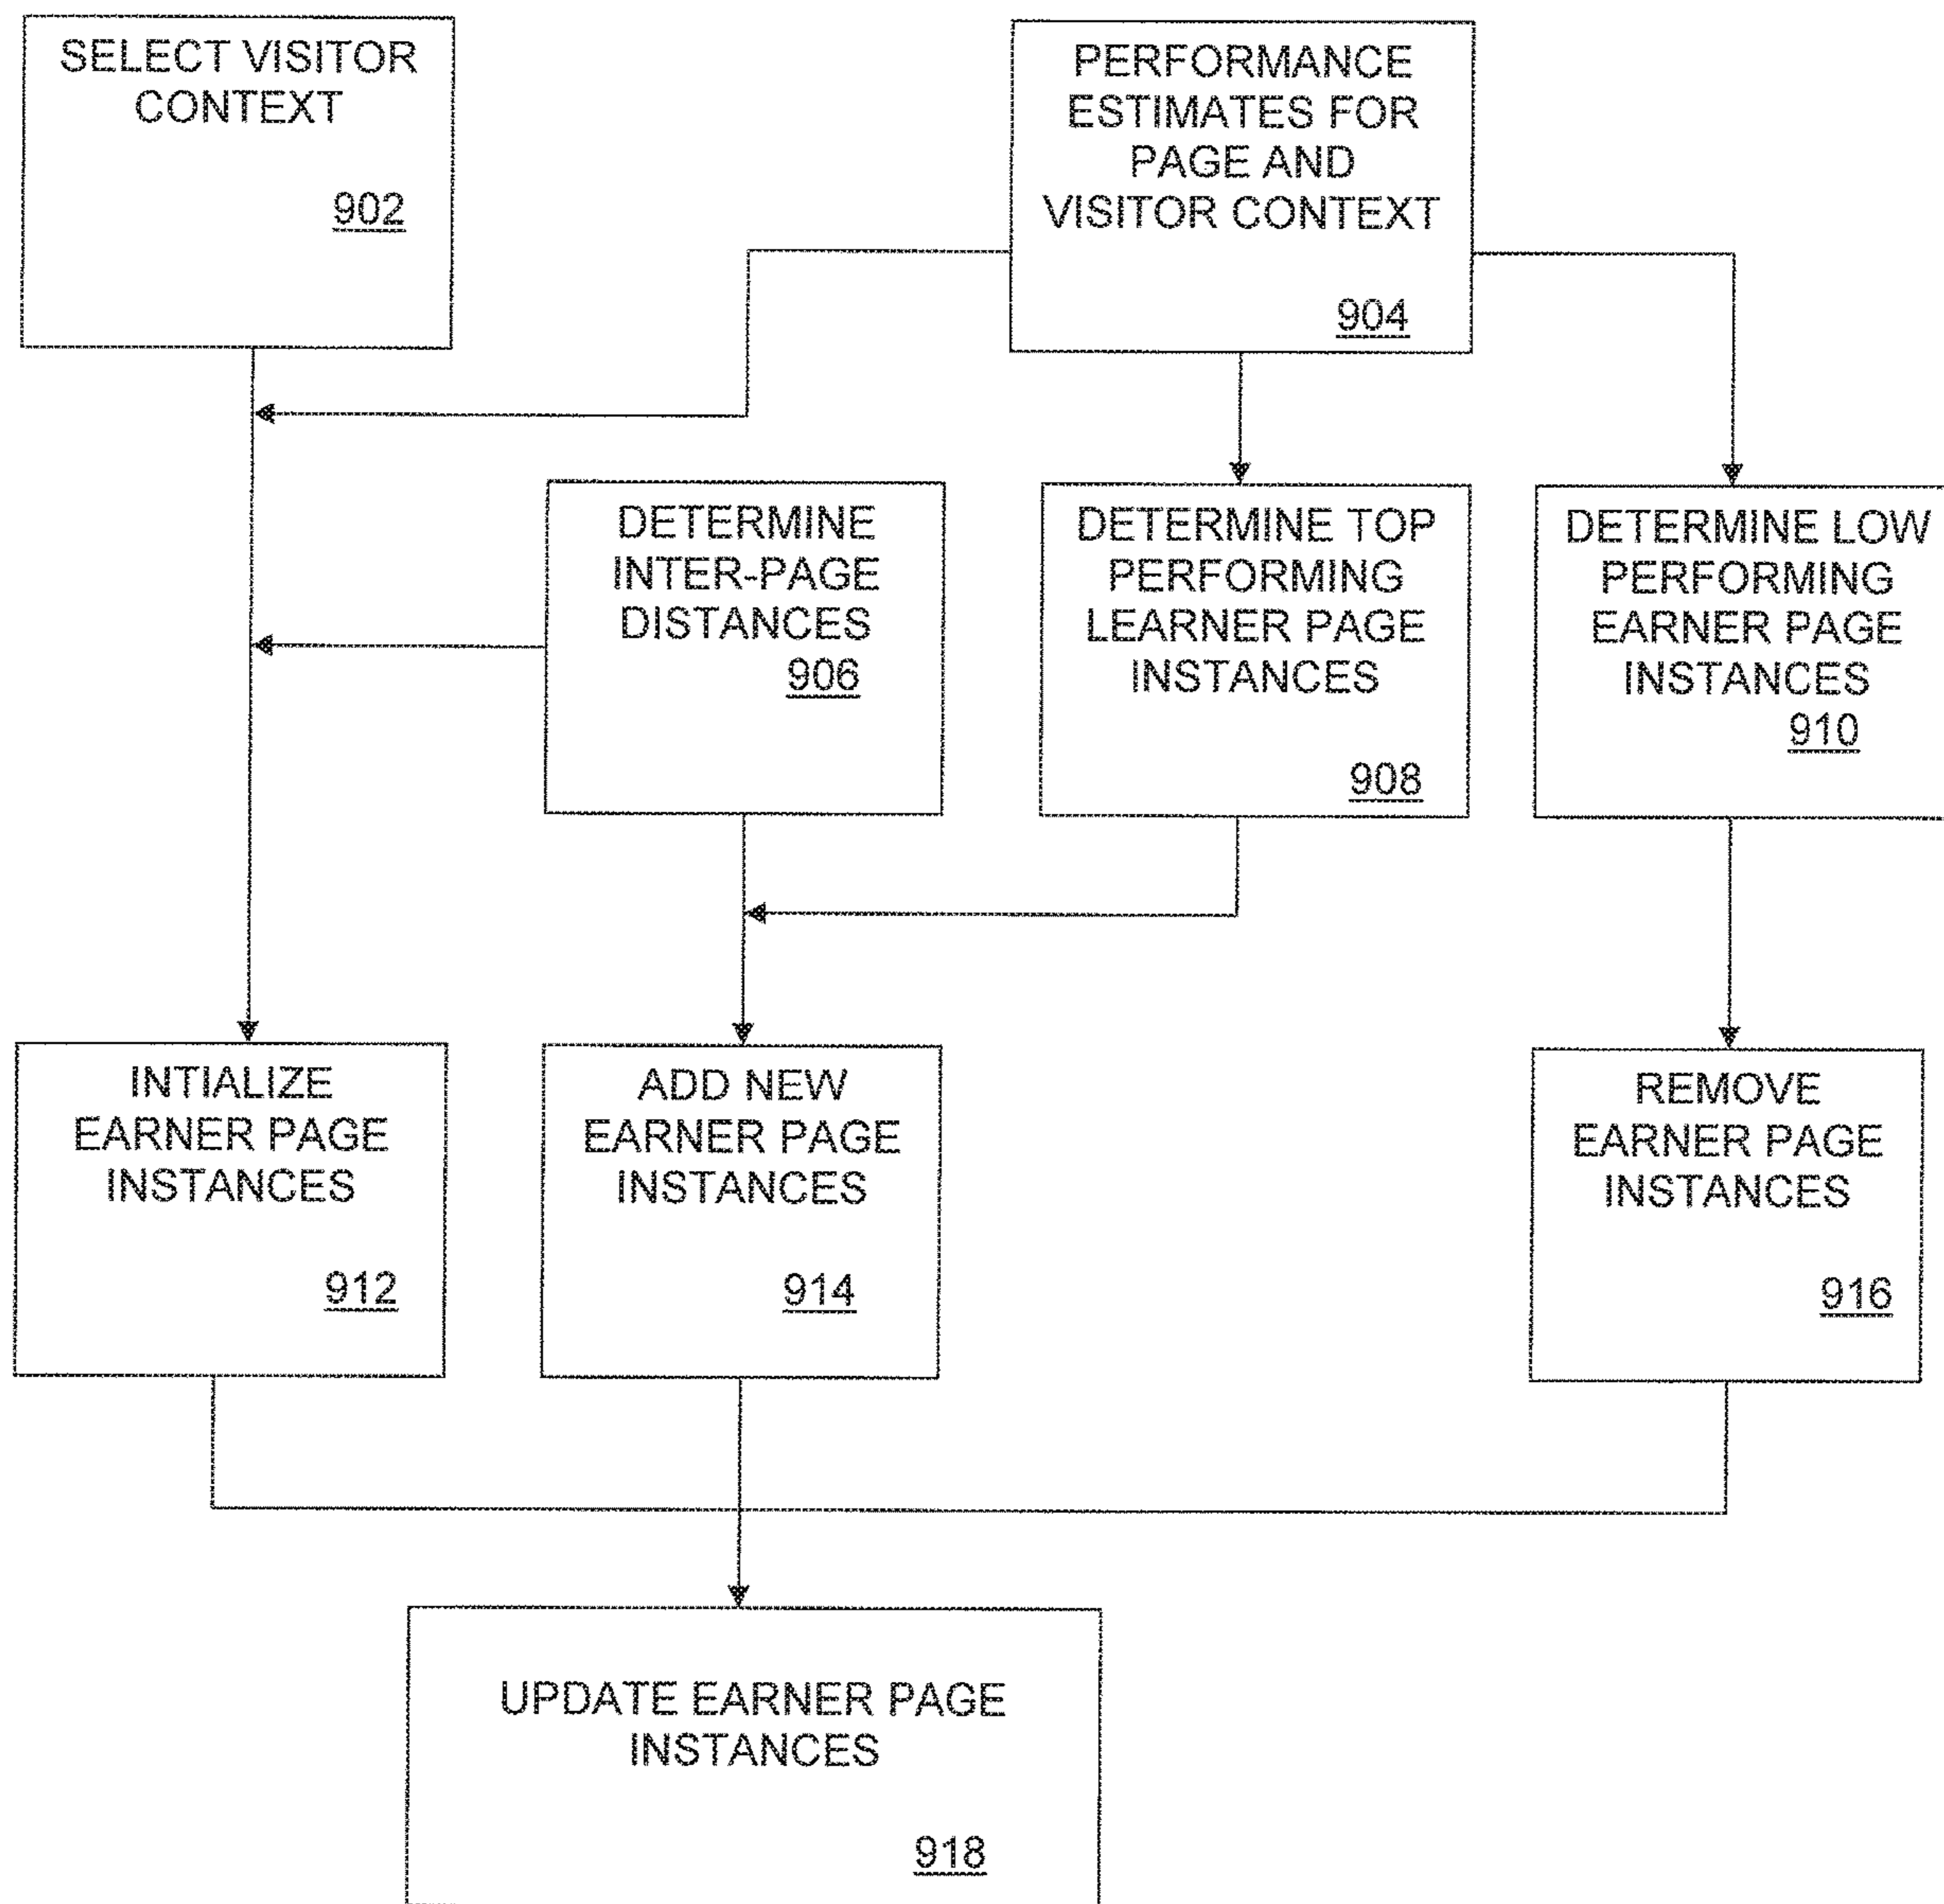 SELECT VISITOR
CONTEXT
902
PERFORMANCE
ESTIMATES FOR
PAGE AND
VISITOR CONTEXT
904
DETERMINE
INTER-PAGE
DISTANCES
906
DETERMINE TOP
PERFORMING
LEARNER PAGE
INSTANCES
908
DETERMINE LOW
PERFORMING
EARNER PAGE
INSTANCES
910
INTIALIZE
EARNER PAGE
INSTANCES
912
ADD NEW
EARNER PAGE
INSTANCES
914
REMOVE
EARNER PAGE
INSTANCES
916
UPDATE EARNER PAGE
INSTANCES
918